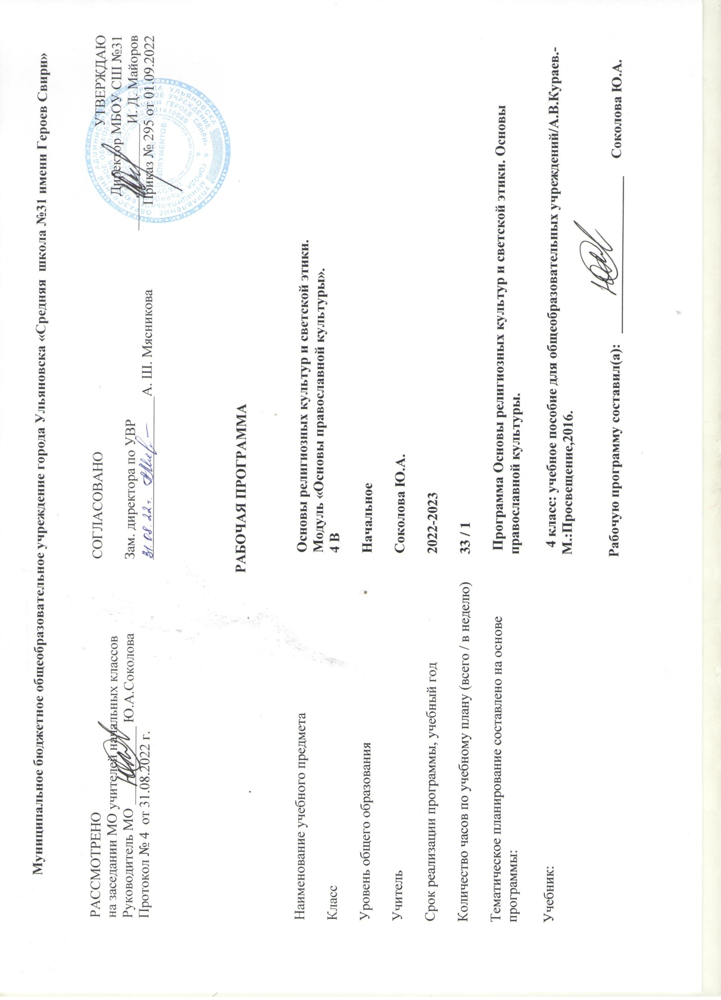 Муниципальное бюджетное общеобразовательное учреждение города Ульяновска «Средняя школа №31 имени Героев Свири»
РАССМОТРЕНО
на заседании МО учителей начальных классов
Руководитель МО Ю.А.Соколова
Протокол № 4 от 31.08.2022 г.
СОГЛАСОВАНО
Зам. директора по УВР
31.08.22г. А. Ш. Мясникова
УТВЕРЖДАЮ
Директор МБОУ СШ №31
И. Д. Майоров
Приказ № 295 от 01.09.2022
ДОКУМЕНТОВ
РАБОЧАЯ ПРОГРАММА
Наименование учебного предмета
Основы религиозных культур и светской этики.
Модуль «Основы православной культуры».
Класс
4 В
Уровень общего образования
Начальное
Учитель
Соколова Ю.А.
Срок реализации программы, учебный год
2022-2023
Количество часов по учебному плану (всего / в неделю)
33 / 1
Тематическое планирование составлено на основе
программы:
Программа Основы религиозных культур и светской этики. Основы
православной культуры.
Учебник:
4 класс: учебное пособие для общеобразовательных учреждений/А.В.Кураев.-
М.:Просвещение,2016.
Рабочую программу составил(а): Соколова Ю.А.